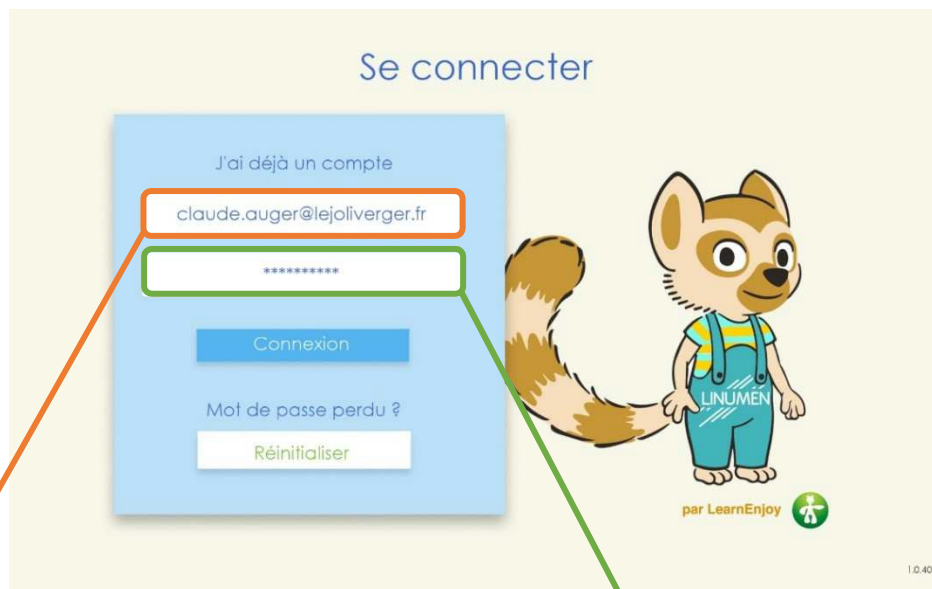 Se connecter
J'ai déjà un compte
claude.auger@lejoliverger.fr
**********
Connexion
Mot de passe perdu ?
Réinitialiser
LINUMEN
par LearnEnjoy
1.0.40